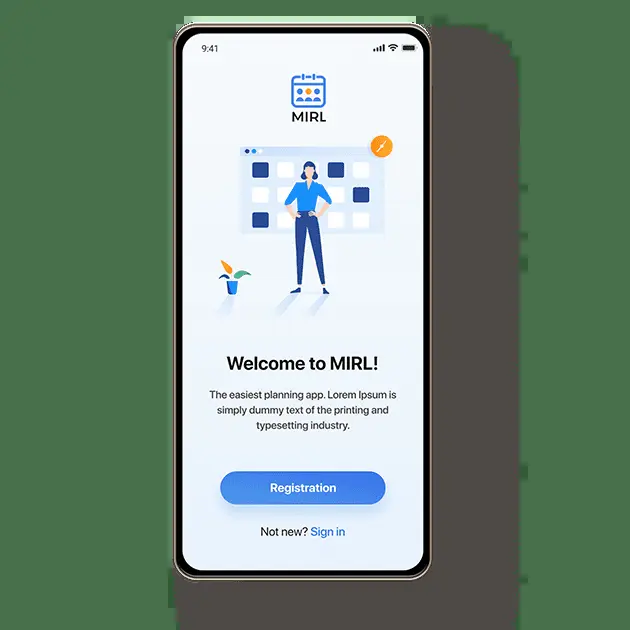 9:41
MIRL
Welcome to MIRL!
The easiest planning app. Lorem Ipsum is
simply dummy text of the printing and
typesetting industry.
Registration
Not new? Sign in